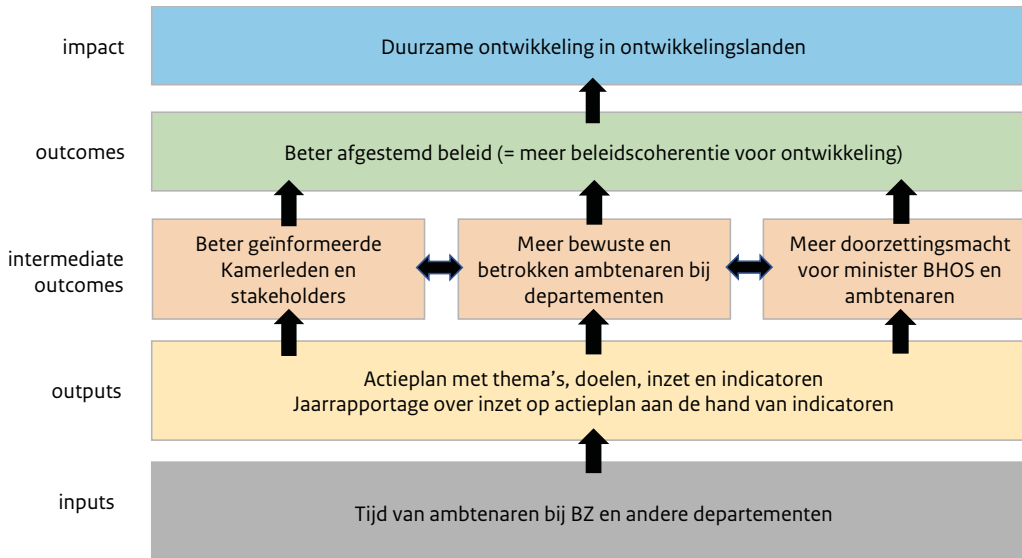 impact
Duurzame ontwikkeling in ontwikkelingslanden
outcomes
Beter afgestemd beleid (= meer beleidscoherentie voor ontwikkeling)
intermediate
outcomes
Beter geïnformeerde
Kamerleden en
stakeholders
Meer bewuste en
betrokken ambtenaren bij
departementen
Meer doorzettingsmacht
voor minister BHOS en
ambtenaren
outputs
Actieplan met thema's, doelen, inzet en indicatoren
Jaarrapportage over inzet op actieplan aan de hand van indicatoren
inputs
Tijd van ambtenaren bij BZ en andere departementen